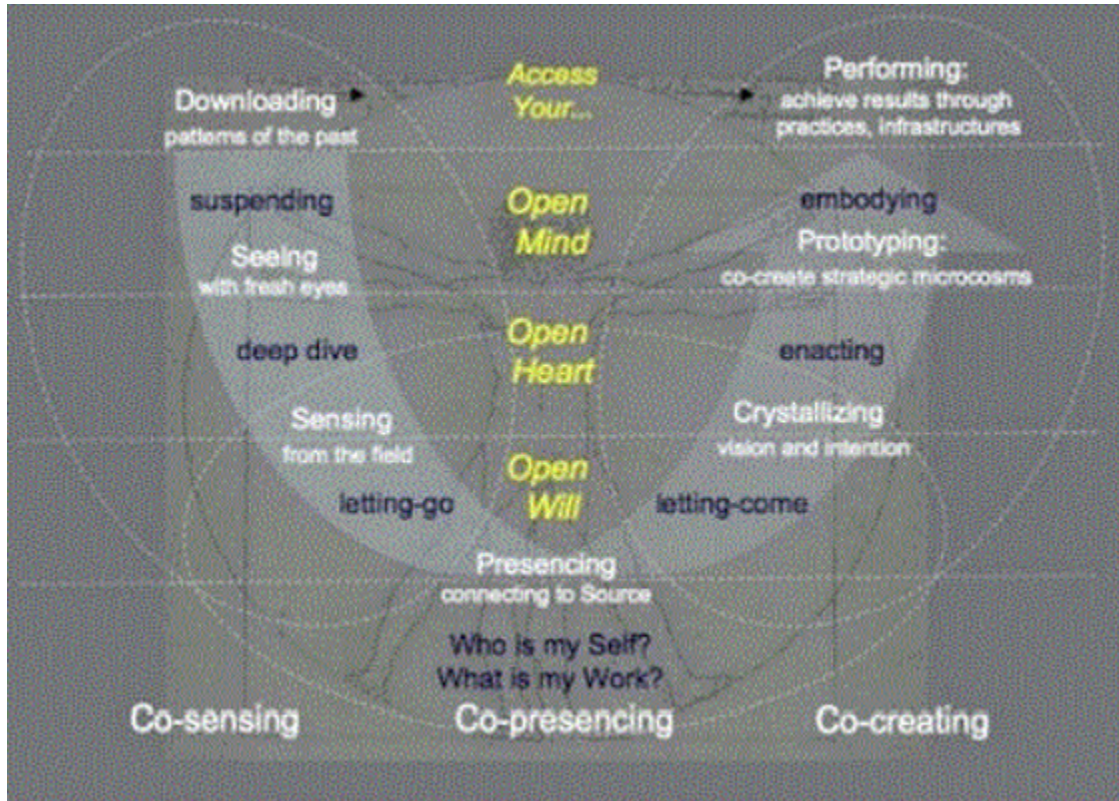 Downloading
patterns of the past
suspending
Seeing
with fresh eyes
deep dive
Sensing
from the field
letting-go
Access
Your...
Open
Mind
Open
Heart
Open
Will
Presencing
connecting to Source
Who is my Self?
What is my Work?
Performing:
achieve results through
practices, infrastructures
embodying
Prototyping:
co-create strategic microcosms
enacting
Crystallizing
vision and intention
letting-come
Co-sensing
Co-presencing
Co-creating